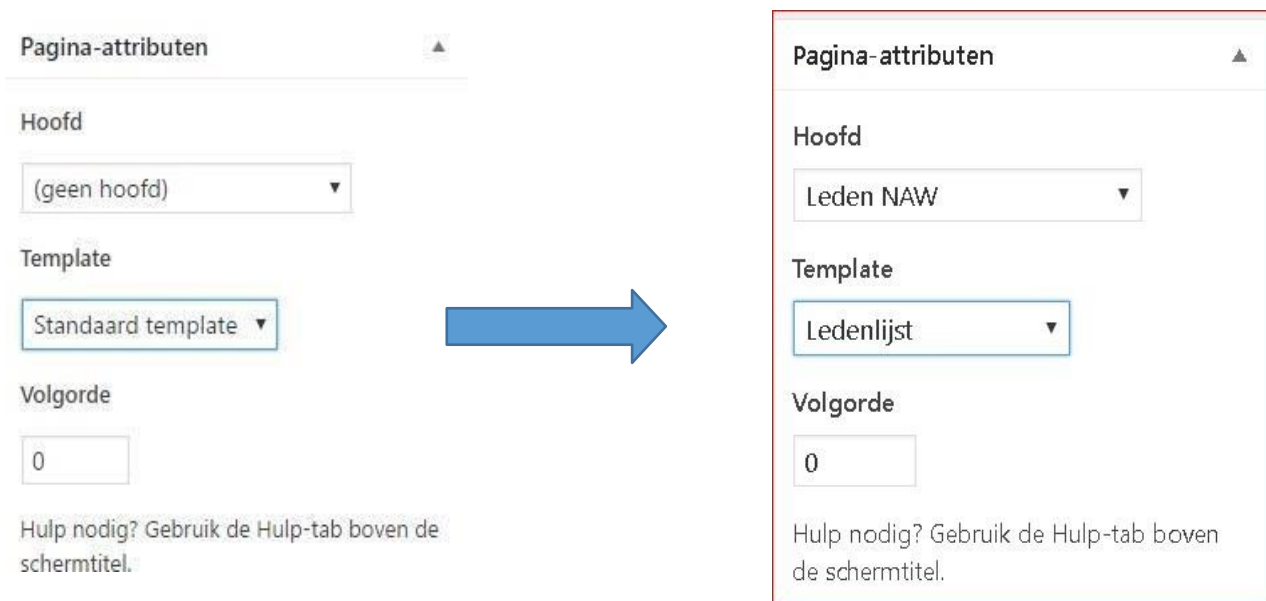 Pagina-attributen
Hoofd
(geen hoofd)
Template
Standaard template
Volgorde
0
Hulp nodig? Gebruik de Hulp-tab boven de
schermtitel.
Pagina-attributen
Hoofd
Leden NAW
Template
Ledenlijst
Volgorde
0
Hulp nodig? Gebruik de Hulp-tab boven
de schermtitel.